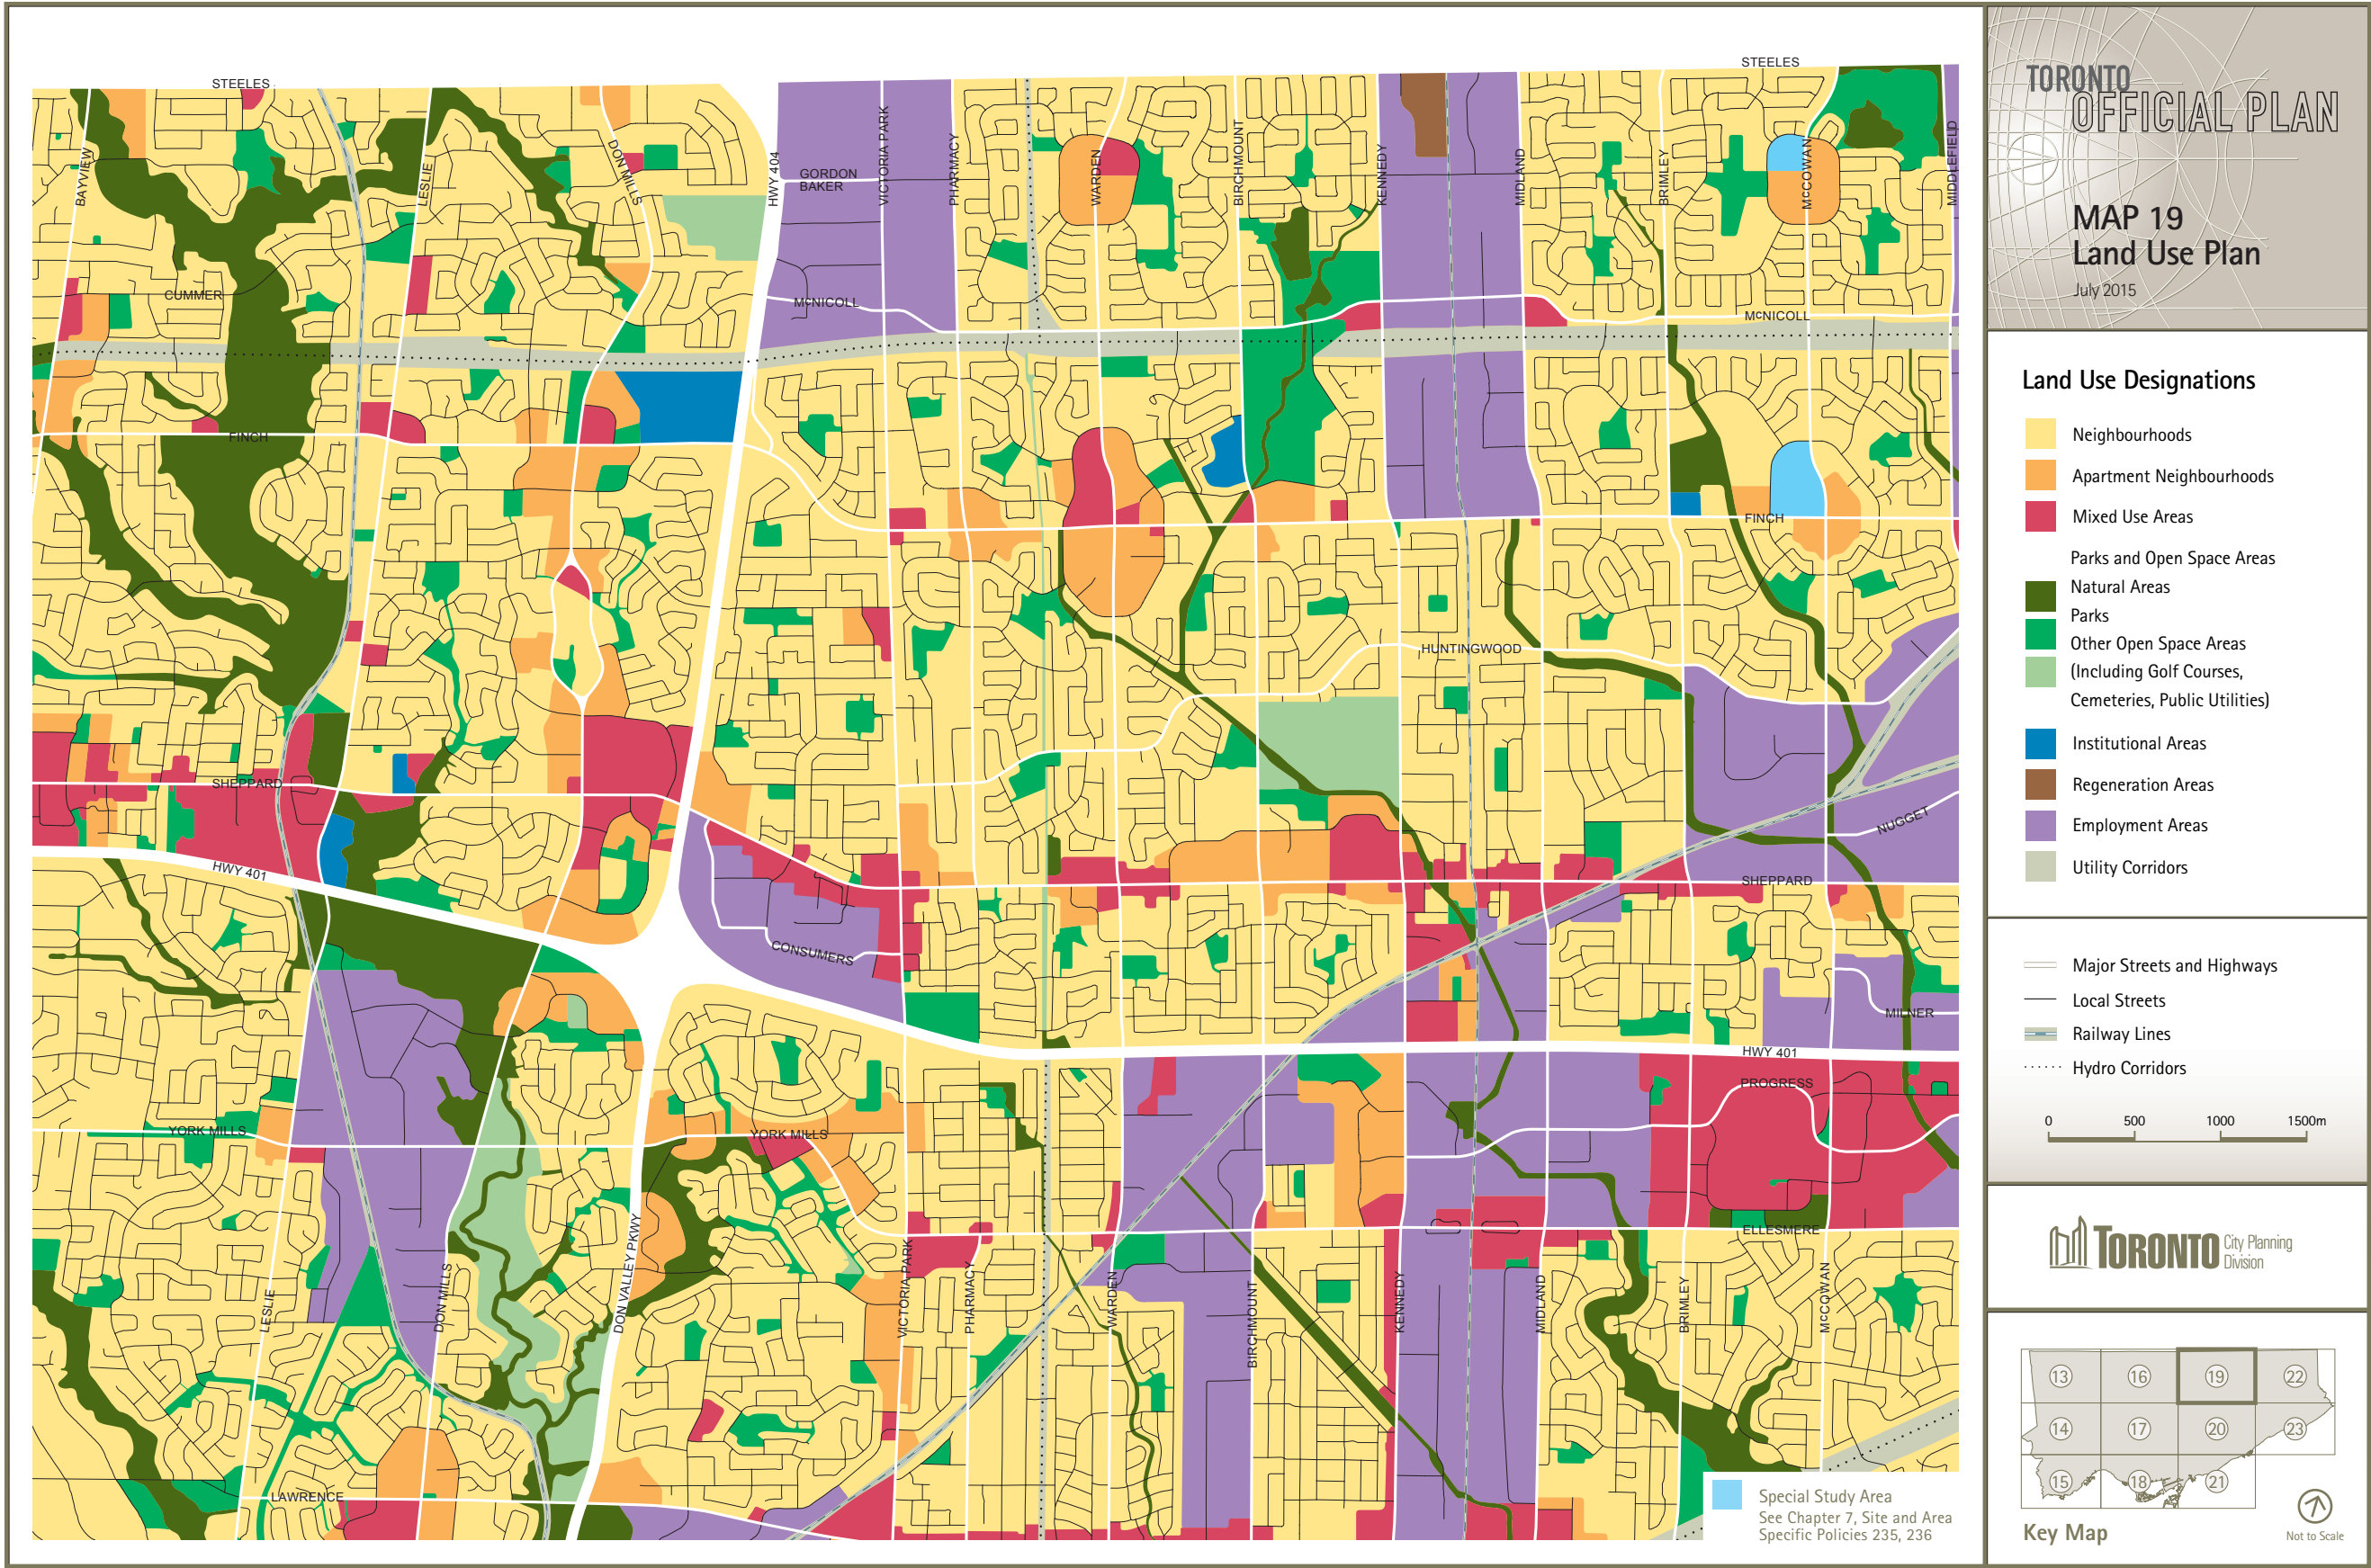 STEELES
STEELES
BAYVIEW
LESLIE
DON MILLS
HWY 404
GORDON
BAKER
VICTORIA PARK
PHARMACY
WARDEN
BIRCHMOUNT
KENNEDY
MIDLAND
BRIMLEY
McCOWAN
MIDDLEFIELD
CUMMER
McNICOLL
McNICOLL
FINCH
FINCH
HUNTINGWOOD
SHEPPARD
NUGGET
HWY 401
SHEPPARD
CONSUMERS
MILNER
HWY 401
PROGRESS
YORK MILLS
YORK MILLS
ELLESMERE
LESLIE
DON MILLS
DON VALLEY PKWY
VICTORIA PARK
PHARMACY
WARDEN
BIRCHMOUNT
KENNEDY
MIDLAND
BRIMLEY
McCOWAN
LAWRENCE
Special Study Area
See Chapter 7, Site and Area
Specific Policies 235, 236
TORONTO
OFFICIAL PLAN
MAP 19
Land Use Plan
July 2015
Land Use Designations
Neighbourhoods
Apartment Neighbourhoods
Mixed Use Areas
Parks and Open Space Areas
Natural Areas
Parks
Other Open Space Areas
(Including Golf Courses,
Cemeteries, Public Utilities)
Institutional Areas
Regeneration Areas
Employment Areas
Utility Corridors
Major Streets and Highways
Local Streets
Railway Lines
Hydro Corridors
0 500 1000 1500m
TORONTO City Planning
Division
13 16 19 22
14 17 20 23
15 18 21
Key Map
Not to Scale